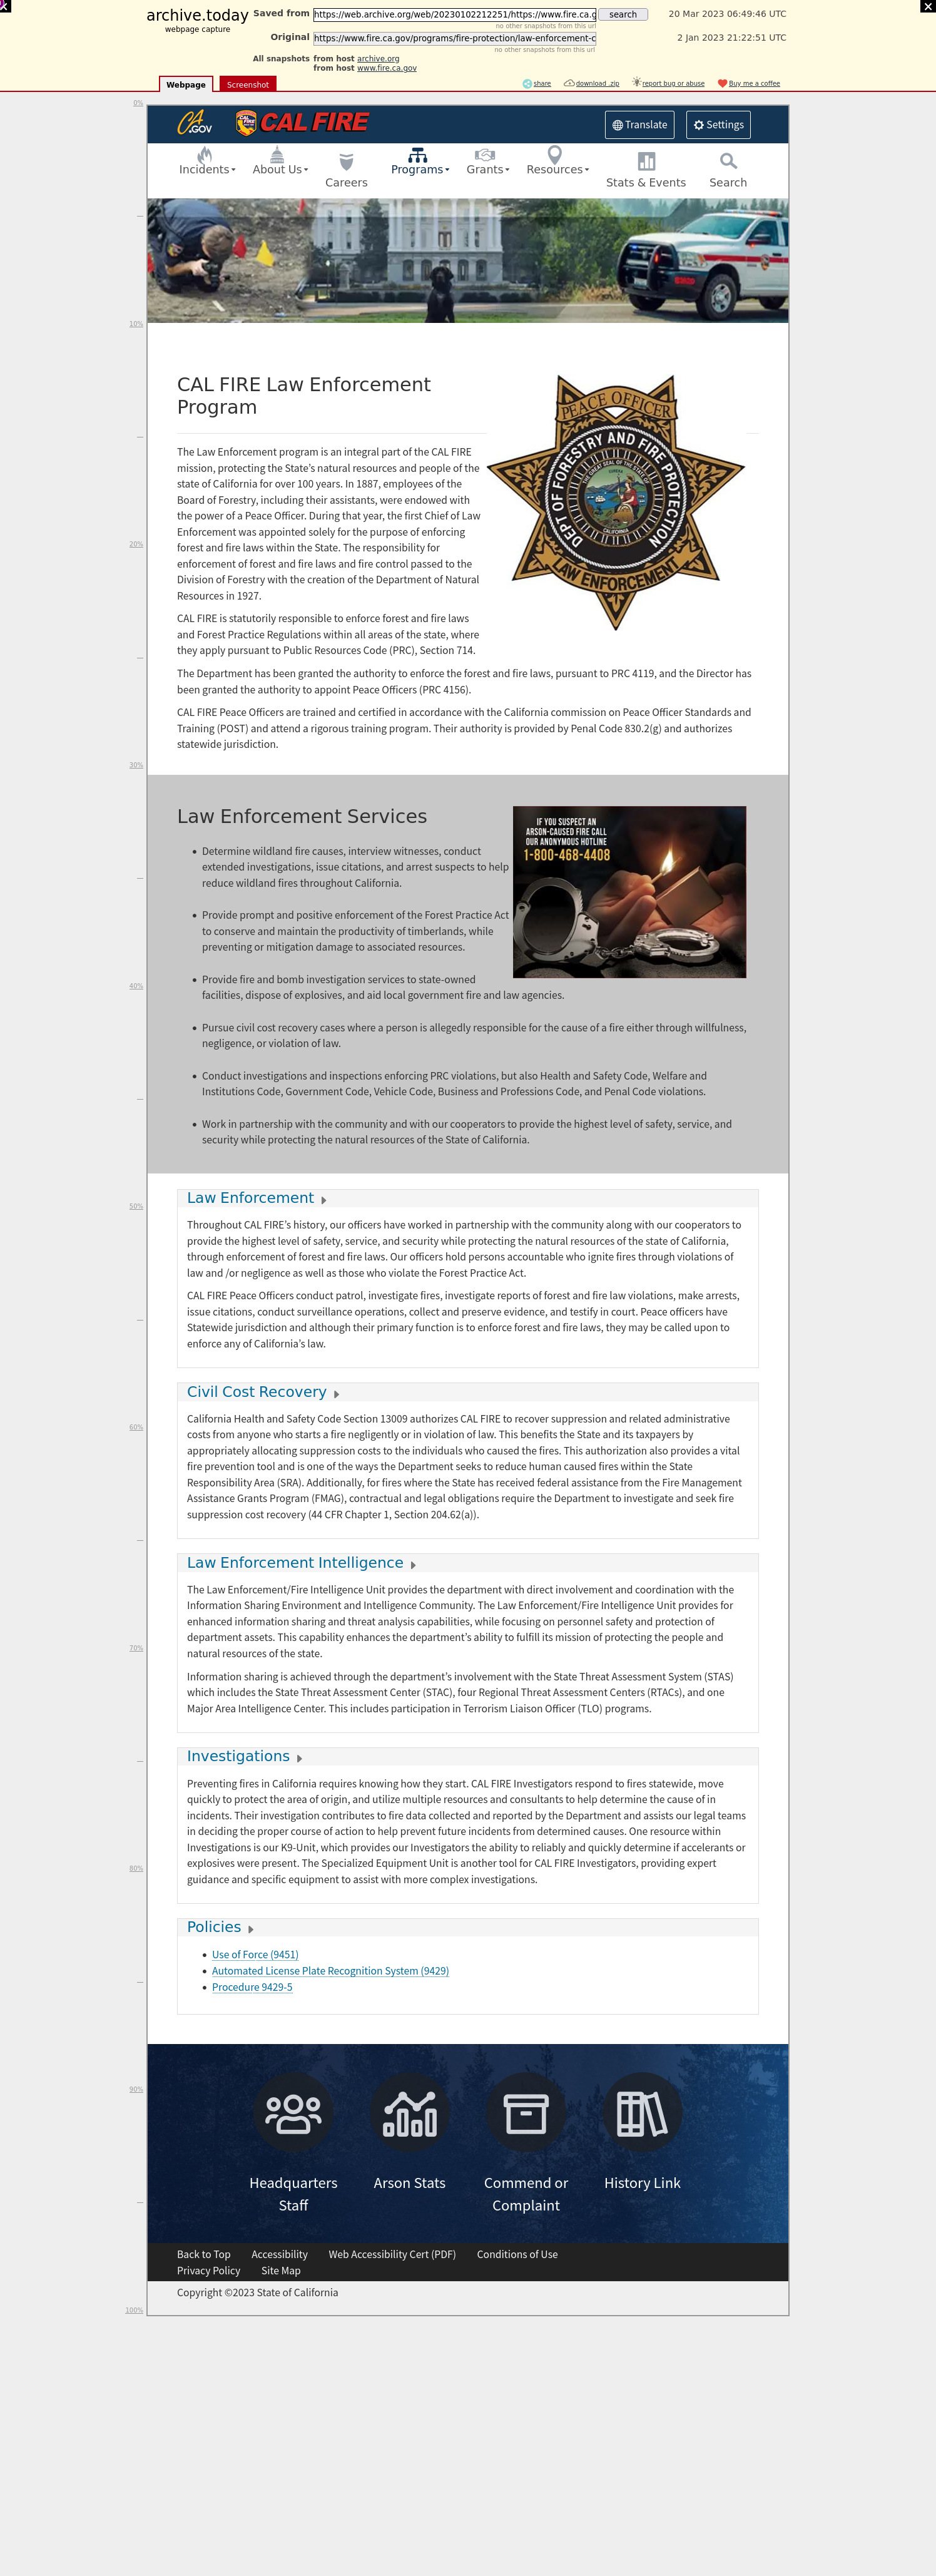 archive.today
webpage capture
Saved from
https://web.archive.org/web/20230102212251/https://www.fire.ca.g
search
20 Mar 2023 06:49:46 UTC
no other snapshots from this url
Original
https://www.fire.ca.gov/programs/fire-protection/law-enforcement-c
2 Jan 2023 21:22:51 UTC
no other snapshots from this url
All snapshots
from host archive.org
from host www.fire.ca.gov
Webpage
Screenshot
share
download .zip
report bug or abuse
Buy me a coffee
0%
CA.GOV
CAL FIRE
Translate
Settings
Incidents
About Us
Careers
Programs
Grants
Resources
Stats & Events
Search
10%
CAL FIRE Law Enforcement
Program
PEACE OFFICER
DEPT OF FORESTRY AND FIRE PROTECTION
THE GREAT SEAL OF THE STATE OF
CALIFORNIA
LAW ENFORCEMENT
The Law Enforcement program is an integral part of the CAL FIRE
mission, protecting the State’s natural resources and people of the
state of California for over 100 years. In 1887, employees of the
Board of Forestry, including their assistants, were endowed with
the power of a Peace Officer. During that year, the first Chief of Law
Enforcement was appointed solely for the purpose of enforcing
20%
forest and fire laws within the State. The responsibility for
enforcement of forest and fire laws and fire control passed to the
Division of Forestry with the creation of the Department of Natural
Resources in 1927.
CAL FIRE is statutorily responsible to enforce forest and fire laws
and Forest Practice Regulations within all areas of the state, where
they apply pursuant to Public Resources Code (PRC), Section 714.
The Department has been granted the authority to enforce the forest and fire laws, pursuant to PRC 4119, and the Director has
been granted the authority to appoint Peace Officers (PRC 4156).
CAL FIRE Peace Officers are trained and certified in accordance with the California commission on Peace Officer Standards and
Training (POST) and attend a rigorous training program. Their authority is provided by Penal Code 830.2(g) and authorizes
statewide jurisdiction.
30%
Law Enforcement Services
IF YOU SUSPECT AN
ARSON-CAUSED FIRE CALL
OUR ANONYMOUS HOTLINE
1-800-468-4408
Determine wildland fire causes, interview witnesses, conduct
extended investigations, issue citations, and arrest suspects to help
reduce wildland fires throughout California.
Provide prompt and positive enforcement of the Forest Practice Act
to conserve and maintain the productivity of timberlands, while
preventing or mitigation damage to associated resources.
Provide fire and bomb investigation services to state-owned
40%
facilities, dispose of explosives, and aid local government fire and law agencies.
Pursue civil cost recovery cases where a person is allegedly responsible for the cause of a fire either through willfulness,
negligence, or violation of law.
Conduct investigations and inspections enforcing PRC violations, but also Health and Safety Code, Welfare and
Institutions Code, Government Code, Vehicle Code, Business and Professions Code, and Penal Code violations.
Work in partnership with the community and with our cooperators to provide the highest level of safety, service, and
security while protecting the natural resources of the State of California.
Law Enforcement
50%
Throughout CAL FIRE’s history, our officers have worked in partnership with the community along with our cooperators to
provide the highest level of safety, service, and security while protecting the natural resources of the state of California,
through enforcement of forest and fire laws. Our officers hold persons accountable who ignite fires through violations of
law and /or negligence as well as those who violate the Forest Practice Act.
CAL FIRE Peace Officers conduct patrol, investigate fires, investigate reports of forest and fire law violations, make arrests,
issue citations, conduct surveillance operations, collect and preserve evidence, and testify in court. Peace officers have
Statewide jurisdiction and although their primary function is to enforce forest and fire laws, they may be called upon to
enforce any of California’s law.
Civil Cost Recovery
California Health and Safety Code Section 13009 authorizes CAL FIRE to recover suppression and related administrative
60%
costs from anyone who starts a fire negligently or in violation of law. This benefits the State and its taxpayers by
appropriately allocating suppression costs to the individuals who caused the fires. This authorization also provides a vital
fire prevention tool and is one of the ways the Department seeks to reduce human caused fires within the State
Responsibility Area (SRA). Additionally, for fires where the State has received federal assistance from the Fire Management
Assistance Grants Program (FMAG), contractual and legal obligations require the Department to investigate and seek fire
suppression cost recovery (44 CFR Chapter 1, Section 204.62(a)).
Law Enforcement Intelligence
The Law Enforcement/Fire Intelligence Unit provides the department with direct involvement and coordination with the
Information Sharing Environment and Intelligence Community. The Law Enforcement/Fire Intelligence Unit provides for
enhanced information sharing and threat analysis capabilities, while focusing on personnel safety and protection of
department assets. This capability enhances the department’s ability to fulfill its mission of protecting the people and
70%
natural resources of the state.
Information sharing is achieved through the department’s involvement with the State Threat Assessment System (STAS)
which includes the State Threat Assessment Center (STAC), four Regional Threat Assessment Centers (RTACs), and one
Major Area Intelligence Center. This includes participation in Terrorism Liaison Officer (TLO) programs.
Investigations
Preventing fires in California requires knowing how they start. CAL FIRE Investigators respond to fires statewide, move
quickly to protect the area of origin, and utilize multiple resources and consultants to help determine the cause of in
incidents. Their investigation contributes to fire data collected and reported by the Department and assists our legal teams
in deciding the proper course of action to help prevent future incidents from determined causes. One resource within
Investigations is our K9-Unit, which provides our Investigators the ability to reliably and quickly determine if accelerants or
explosives were present. The Specialized Equipment Unit is another tool for CAL FIRE Investigators, providing expert
80%
guidance and specific equipment to assist with more complex investigations.
Policies
Use of Force (9451)
Automated License Plate Recognition System (9429)
Procedure 9429-5
90%
Headquarters
Staff
Arson Stats
Commend or
Complaint
History Link
Back to Top
Accessibility
Web Accessibility Cert (PDF)
Conditions of Use
Privacy Policy
Site Map
Copyright ©2023 State of California
100%